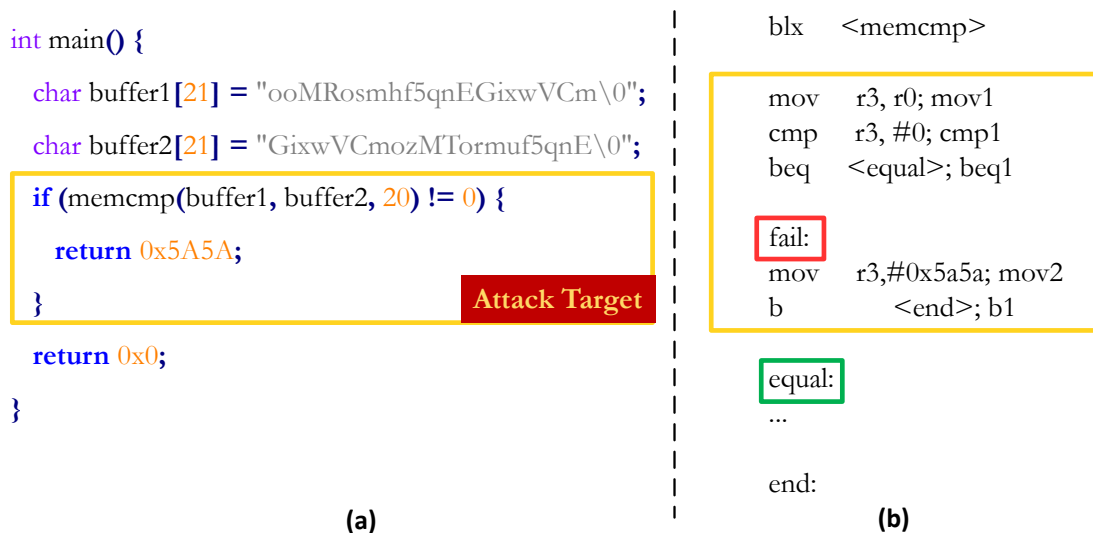 int main() {
char buffer1[21] = "ooMRosmhf5qnEGixwVCm\0";
char buffer2[21] = "GixwVCmozMTormuf5qnE\0";
if (memcmp(buffer1, buffer2, 20) != 0) {
return 0x5A5A;
}
Attack Target
return 0x0;
}
(a)
blx <memcmp>
mov r3, r0; mov1
cmp r3, #0; cmp1
beq <equal>; beq1
fail:
mov r3,#0x5a5a; mov2
b <end>; b1
equal:
...
end:
(b)